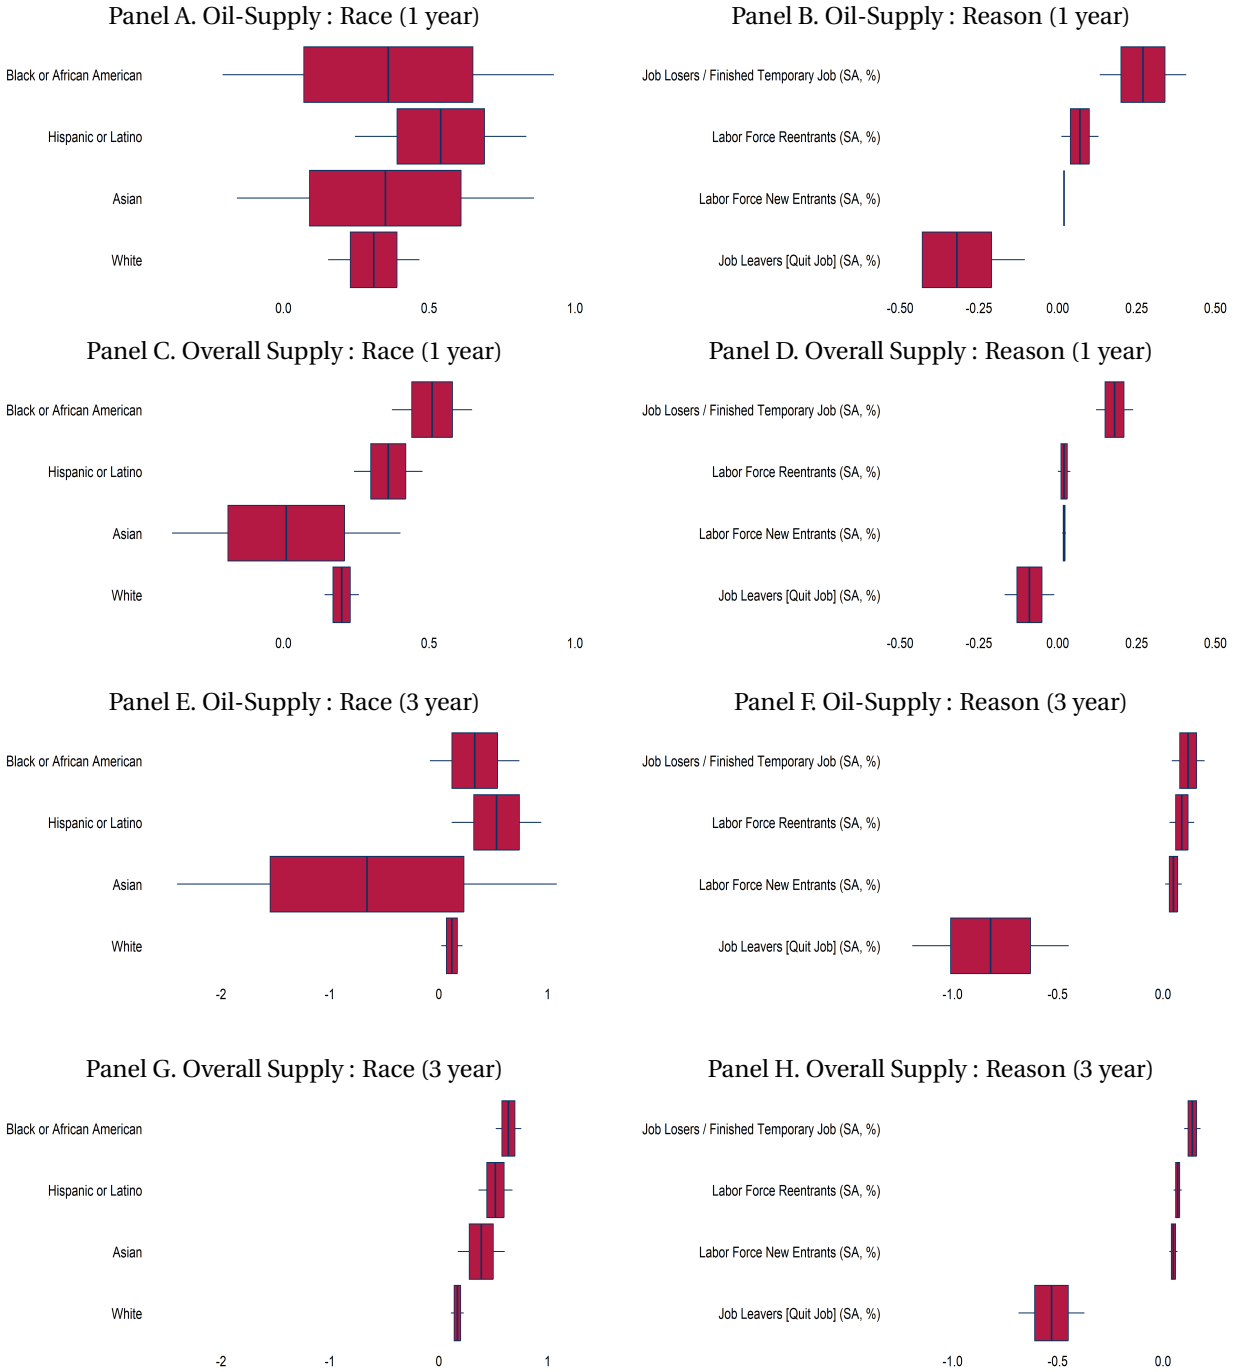 Panel A. Oil-Supply : Race (1 year)
Black or African American
Hispanic or Latino
Asian
White
0.0 0.5 1.0
Panel B. Oil-Supply : Reason (1 year)
Job Losers / Finished Temporary Job (SA, %)
Labor Force Reentrants (SA, %)
Labor Force New Entrants (SA, %)
Job Leavers [Quit Job] (SA, %)
-0.50 -0.25 0.00 0.25 0.50
Panel C. Overall Supply : Race (1 year)
Black or African American
Hispanic or Latino
Asian
White
0.0 0.5 1.0
Panel D. Overall Supply : Reason (1 year)
Job Losers / Finished Temporary Job (SA, %)
Labor Force Reentrants (SA, %)
Labor Force New Entrants (SA, %)
Job Leavers [Quit Job] (SA, %)
-0.50 -0.25 0.00 0.25 0.50
Panel E. Oil-Supply : Race (3 year)
Black or African American
Hispanic or Latino
Asian
White
-2 -1 0 1
Panel F. Oil-Supply : Reason (3 year)
Job Losers / Finished Temporary Job (SA, %)
Labor Force Reentrants (SA, %)
Labor Force New Entrants (SA, %)
Job Leavers [Quit Job] (SA, %)
-1.0 -0.5 0.0
Panel G. Overall Supply : Race (3 year)
Black or African American
Hispanic or Latino
Asian
White
-2 -1 0 1
Panel H. Overall Supply : Reason (3 year)
Job Losers / Finished Temporary Job (SA, %)
Labor Force Reentrants (SA, %)
Labor Force New Entrants (SA, %)
Job Leavers [Quit Job] (SA, %)
-1.0 -0.5 0.0